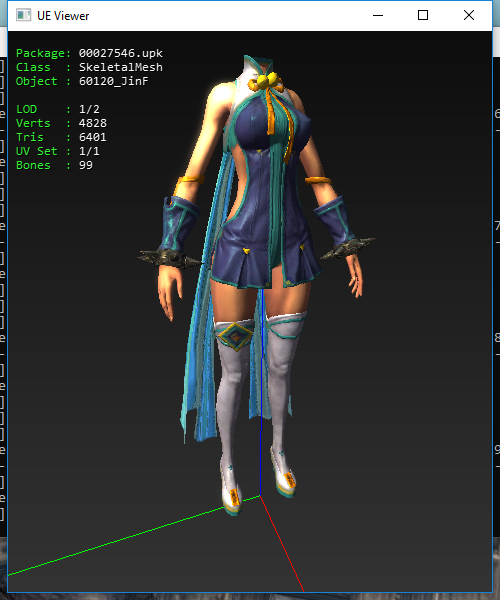 UE Viewer
Package: 00027546.upk
Class : SkeletalMesh
Object : 60120_JinF
LOD : 1/2
Verts : 4828
Tris : 6401
UV Set : 1/1
Bones : 99